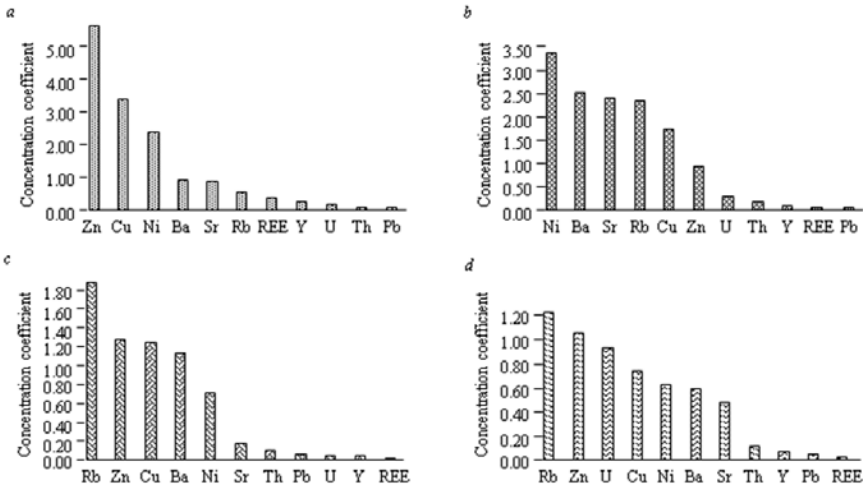 a
Concentration coefficient
5.00
4.00
3.00
2.00
1.00
0.00
Zn Cu Ni Ba Sr Rb REE Y U Th Pb
b
Concentration coefficient
3.50
3.00
2.50
2.00
1.50
1.00
0.50
0.00
Ni Ba Sr Rb Cu Zn U Th Y REE Pb
c
Concentration coefficient
1.80
1.60
1.40
1.20
1.00
0.80
0.60
0.40
0.20
0.00
Rb Zn Cu Ba Ni Sr Th Pb U Y REE
d
Concentration coefficient
1.20
1.00
0.80
0.60
0.40
0.20
0.00
Rb Zn U Cu Ni Ba Sr Th Y Pb REE